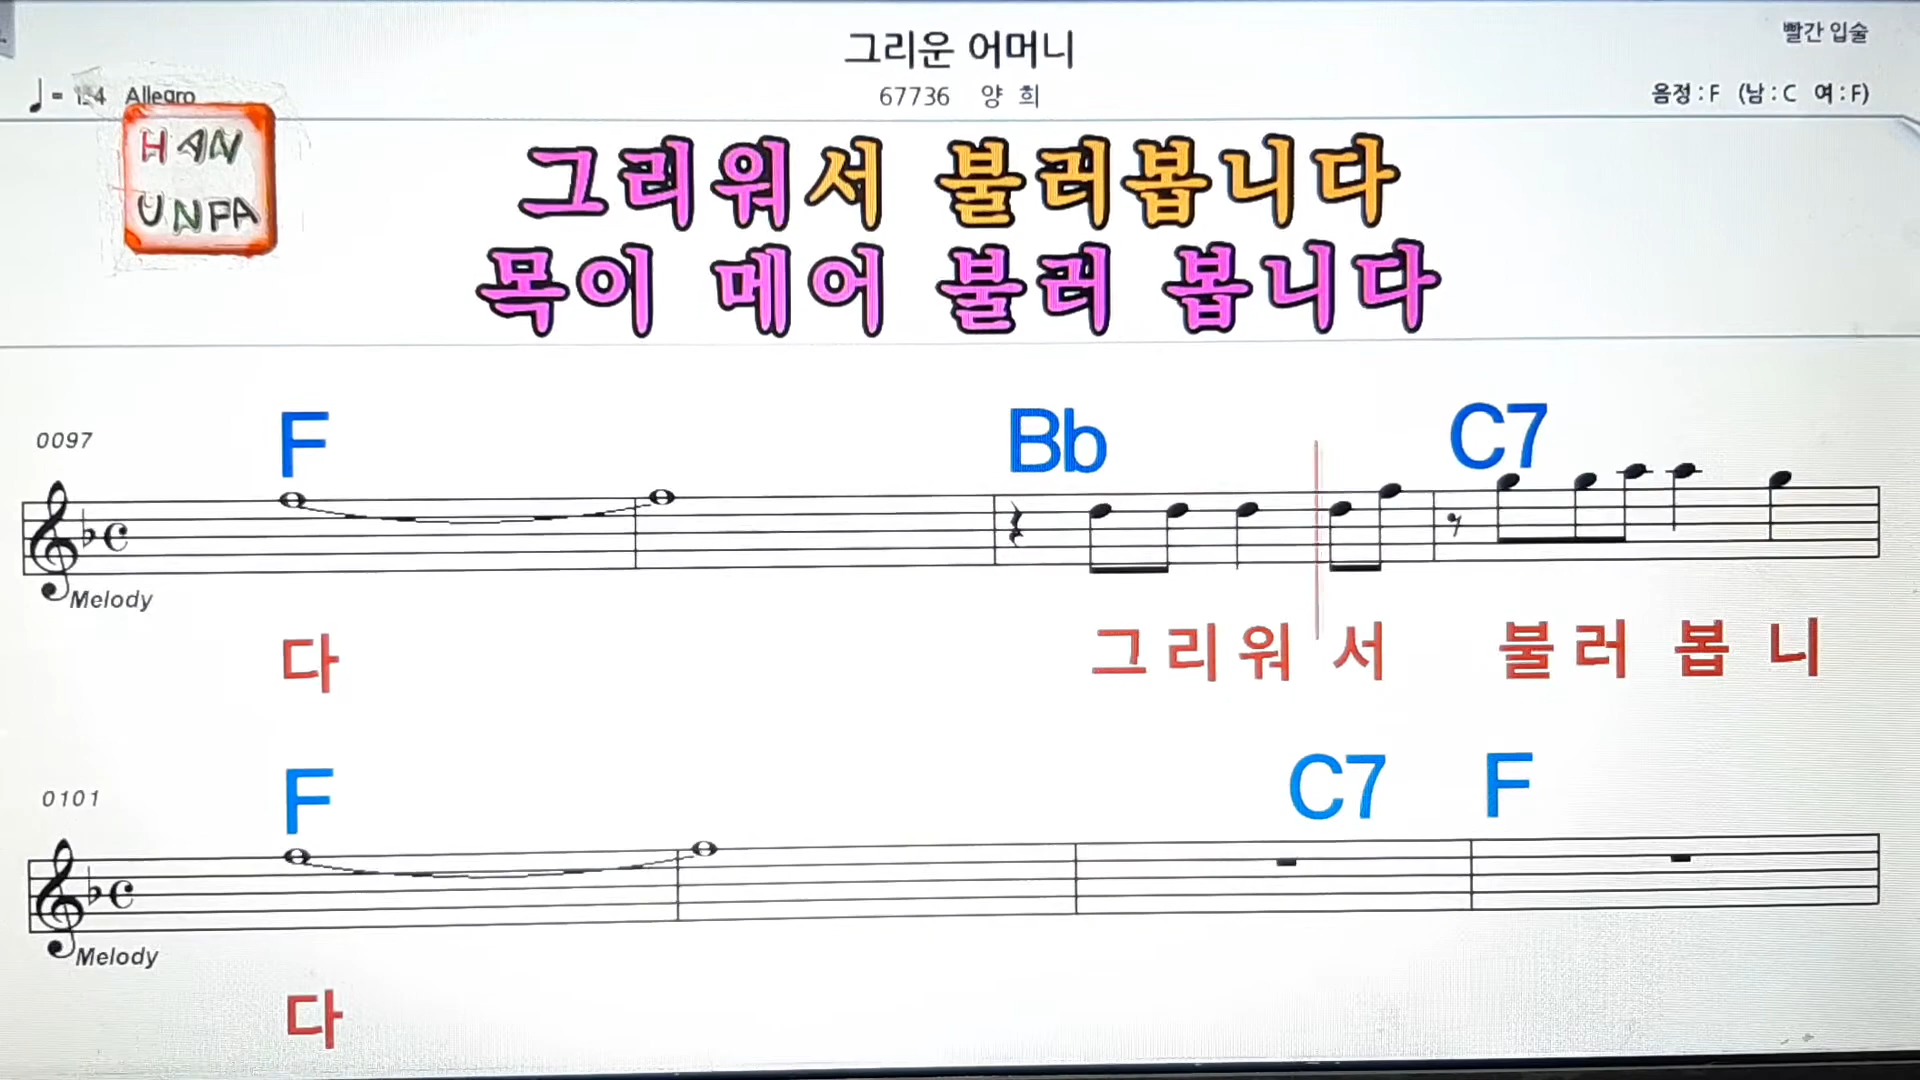 그리운 어머니
빨간 입술
Allegro
67736 양 희
음정 : F (남 : C 여 : F)
HAN
UNPA
그리워서 불러봅니다
목이 메어 불러 봅니다
0097
F Bb C7
Melody
다 그 리 워 서 불 러 봅 니
0101
F C7 F
Melody
다